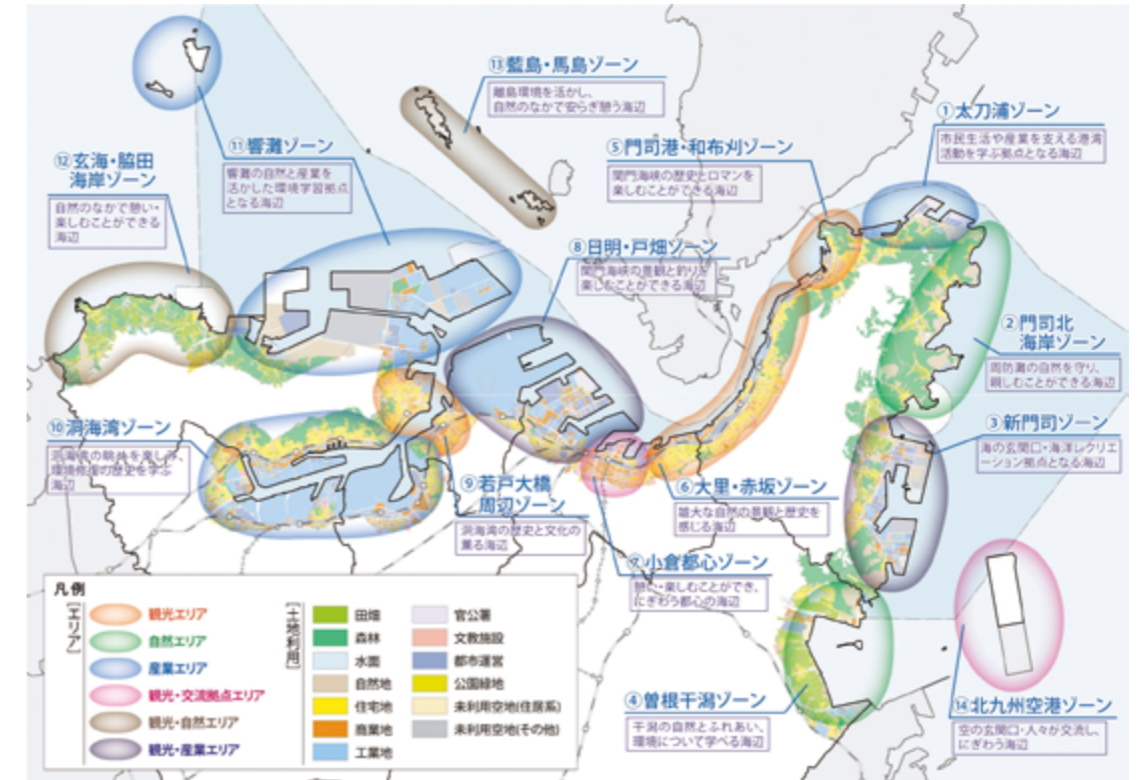 ⑬藍島・馬島ゾーン
離島環境を活かし、
自然のなかで安らぎ憩う海辺
①太刀浦ゾーン
市民生活や産業を支える港湾
活動を学ぶ拠点となる海辺
⑪響灘ゾーン
響灘の自然と産業を
活かした環境学習拠点
となる海辺
⑤門司港・和布刈ゾーン
関門海峡の歴史とロマンを
楽しむことができる海辺
⑫玄海・脇田
海岸ゾーン
自然のなかで憩い・
楽しむことができる
海辺
⑧日明・戸畑ゾーン
関門海峡の景観と釣りを
楽しむことができる海辺
②門司北
海岸ゾーン
周防灘の自然を守り、
親しむことができる海辺
⑩洞海湾ゾーン
洞海湾の眺望を楽しみ、
環境修復の歴史を学ぶ
海辺
③新門司ゾーン
海の玄関口・海洋レクリエ
ーション拠点となる海辺
⑨若戸大橋
周辺ゾーン
洞海湾の歴史と文化の
薫る海辺
⑥大里・赤坂ゾーン
雄大な自然の景観と歴史を
感じる海辺
⑦小倉都心ゾーン
憩い・楽しむことができ、
にぎわう都心の海辺
④曽根干潟ゾーン
干潟の自然とふれあい、
環境について学べる海辺
⑭北九州空港ゾーン
空の玄関口・人々が交流し、
にぎわう海辺
凡例
[エリア]
観光エリア
自然エリア
産業エリア
観光・交流拠点エリア
観光・自然エリア
観光・産業エリア
[土地利用]
田畑
森林
水面
自然地
住宅地
商業地
工業地
官公署
文教施設
都市運営
公園緑地
未利用空地(住居系)
未利用空地(その他)